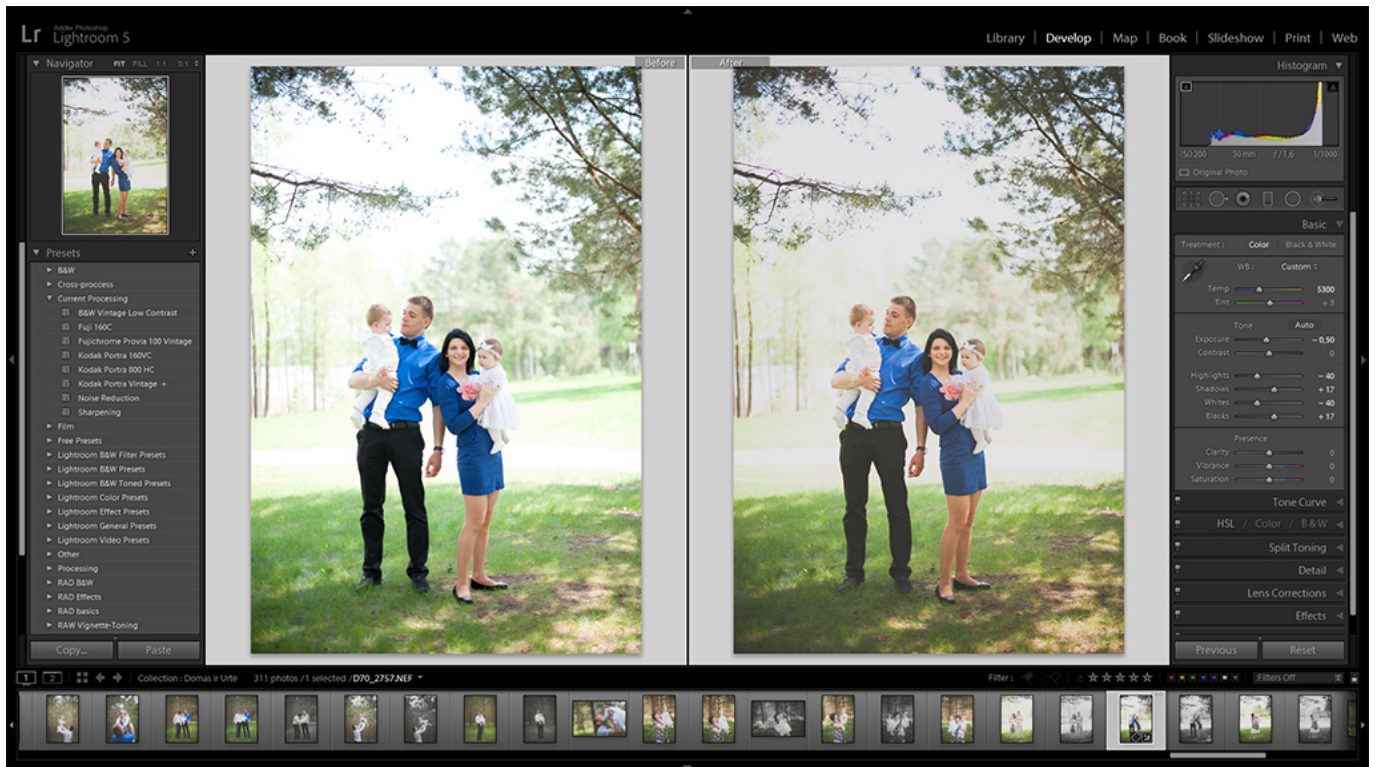 Lr Adobe Photoshop
Lightroom 5
Library | Develop | Map | Book | Slideshow | Print | Web
Navigator FIT FILL 1:1 3:1
Presets +
B&W
Cross-proccess
Current Processing
B&W Vintage Low Contrast
Fuji 160C
Fujichrome Provia 100 Vintage
Kodak Portra 160VC
Kodak Portra 800 HC
Kodak Portra Vintage -+
Noise Reduction
Sharpening
Film
Free Presets
Lightroom B&W Filter Presets
Lightroom B&W Presets
Lightroom B&W Toned Presets
Lightroom Color Presets
Lightroom Effect Presets
Lightroom General Presets
Lightroom Video Presets
Other
Processing
RAD B&W
RAD Effects
RAD basics
RAW Vignette-Toning
Copy... Paste
Before After
Histogram
ISO 200 50 mm f / 1,6 1/1000
Original Photo
Basic
Treatment : Color | Black & White
WB : Custom
Temp 5300
Tint + 3
Tone Auto
Exposure – 0,50
Contrast 0
Highlights – 40
Shadows + 17
Whites – 40
Blacks + 17
Presence
Clarity 0
Vibrance 0
Saturation 0
Tone Curve
HSL / Color / B & W
Split Toning
Detail
Lens Corrections
Effects
Previous Reset
1 2 Collection : Domas ir Urte 311 photos /1 selected /D70_2757.NEF Filter : Filters Off